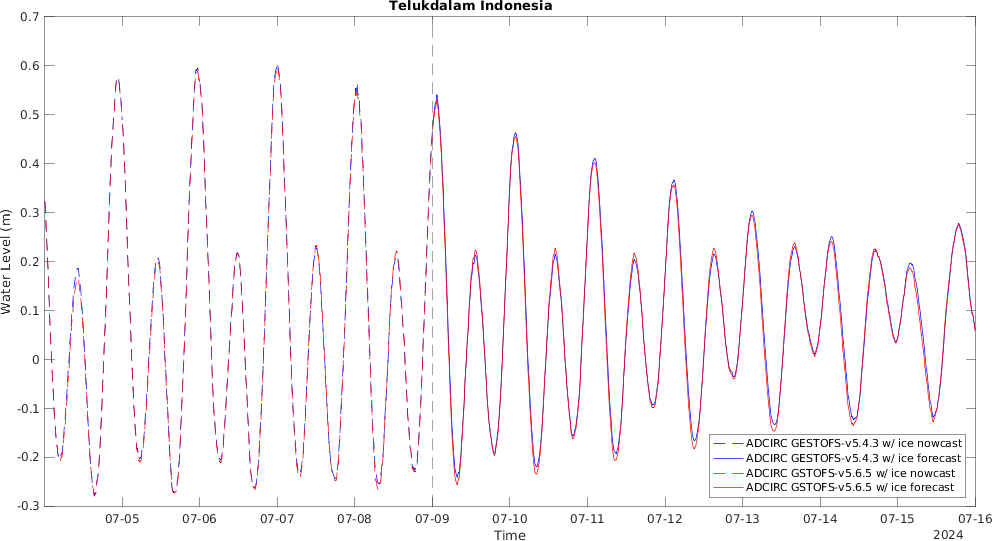 Telukdalam Indonesia
0.7
0.6
0.5
0.4
0.3
0.2
0.1
0
-0.1
-0.2
-0.3
Water Level (m)
ADCIRC GESTOFS-v5.4.3 w/ ice nowcast
ADCIRC GESTOFS-v5.4.3 w/ ice forecast
ADCIRC GSTOFS-v5.6.5 w/ ice nowcast
ADCIRC GSTOFS-v5.6.5 w/ ice forecast
07-05 07-06 07-07 07-08 07-09 07-10 07-11 07-12 07-13 07-14 07-15 07-16
Time
2024